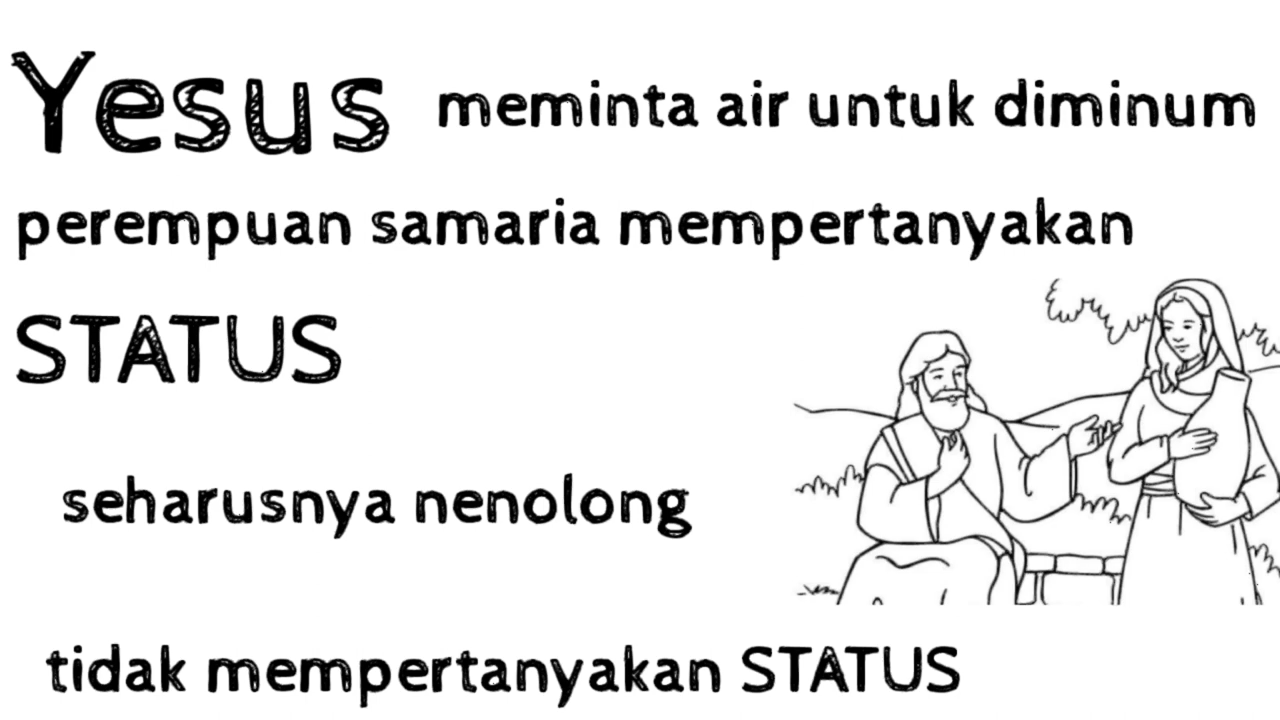 Yesus meminta air untuk diminum
perempuan samaria mempertanyakan
STATUS
seharusnya nenolong
tidak mempertanyakan STATUS